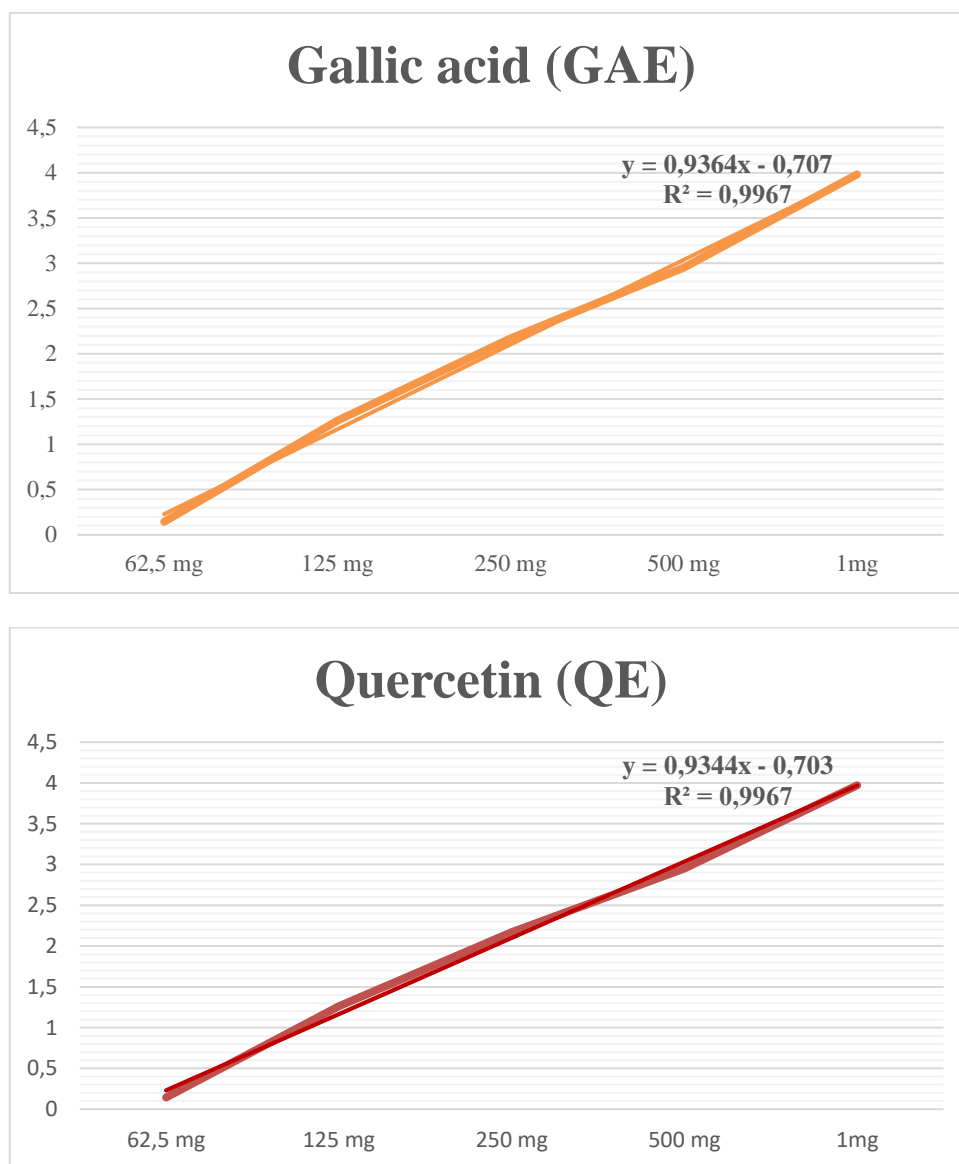 Gallic acid (GAE)
4,5
y = 0,9364x - 0,707
4
R² = 0,9967
3,5
3
2,5
2
1,5
1
0,5
0
62,5 mg 125 mg 250 mg 500 mg 1mg
Quercetin (QE)
4,5
y = 0,9344x - 0,703
4
R² = 0,9967
3,5
3
2,5
2
1,5
1
0,5
0
62,5 mg 125 mg 250 mg 500 mg 1mg